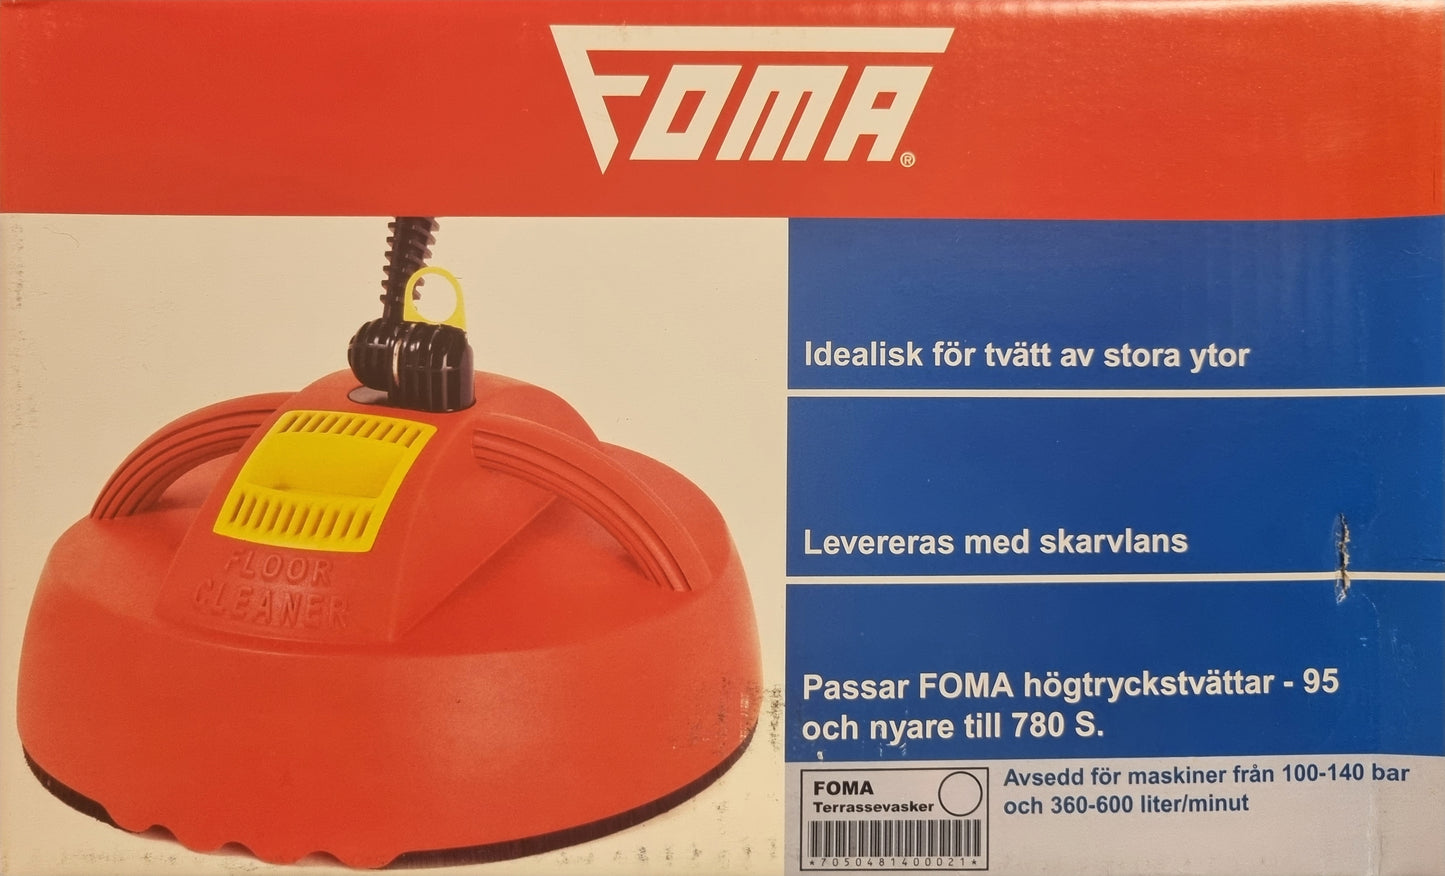 FOMA®
FLOOR
CLEANER
Idealisk för tvätt av stora ytor
Levereras med skarvlans
Passar FOMA högtryckstvättar - 95
och nyare till 780 S.
FOMA
Terrassevasker
*7050481400021*
Avsedd för maskiner från 100-140 bar
och 360-600 liter/minut